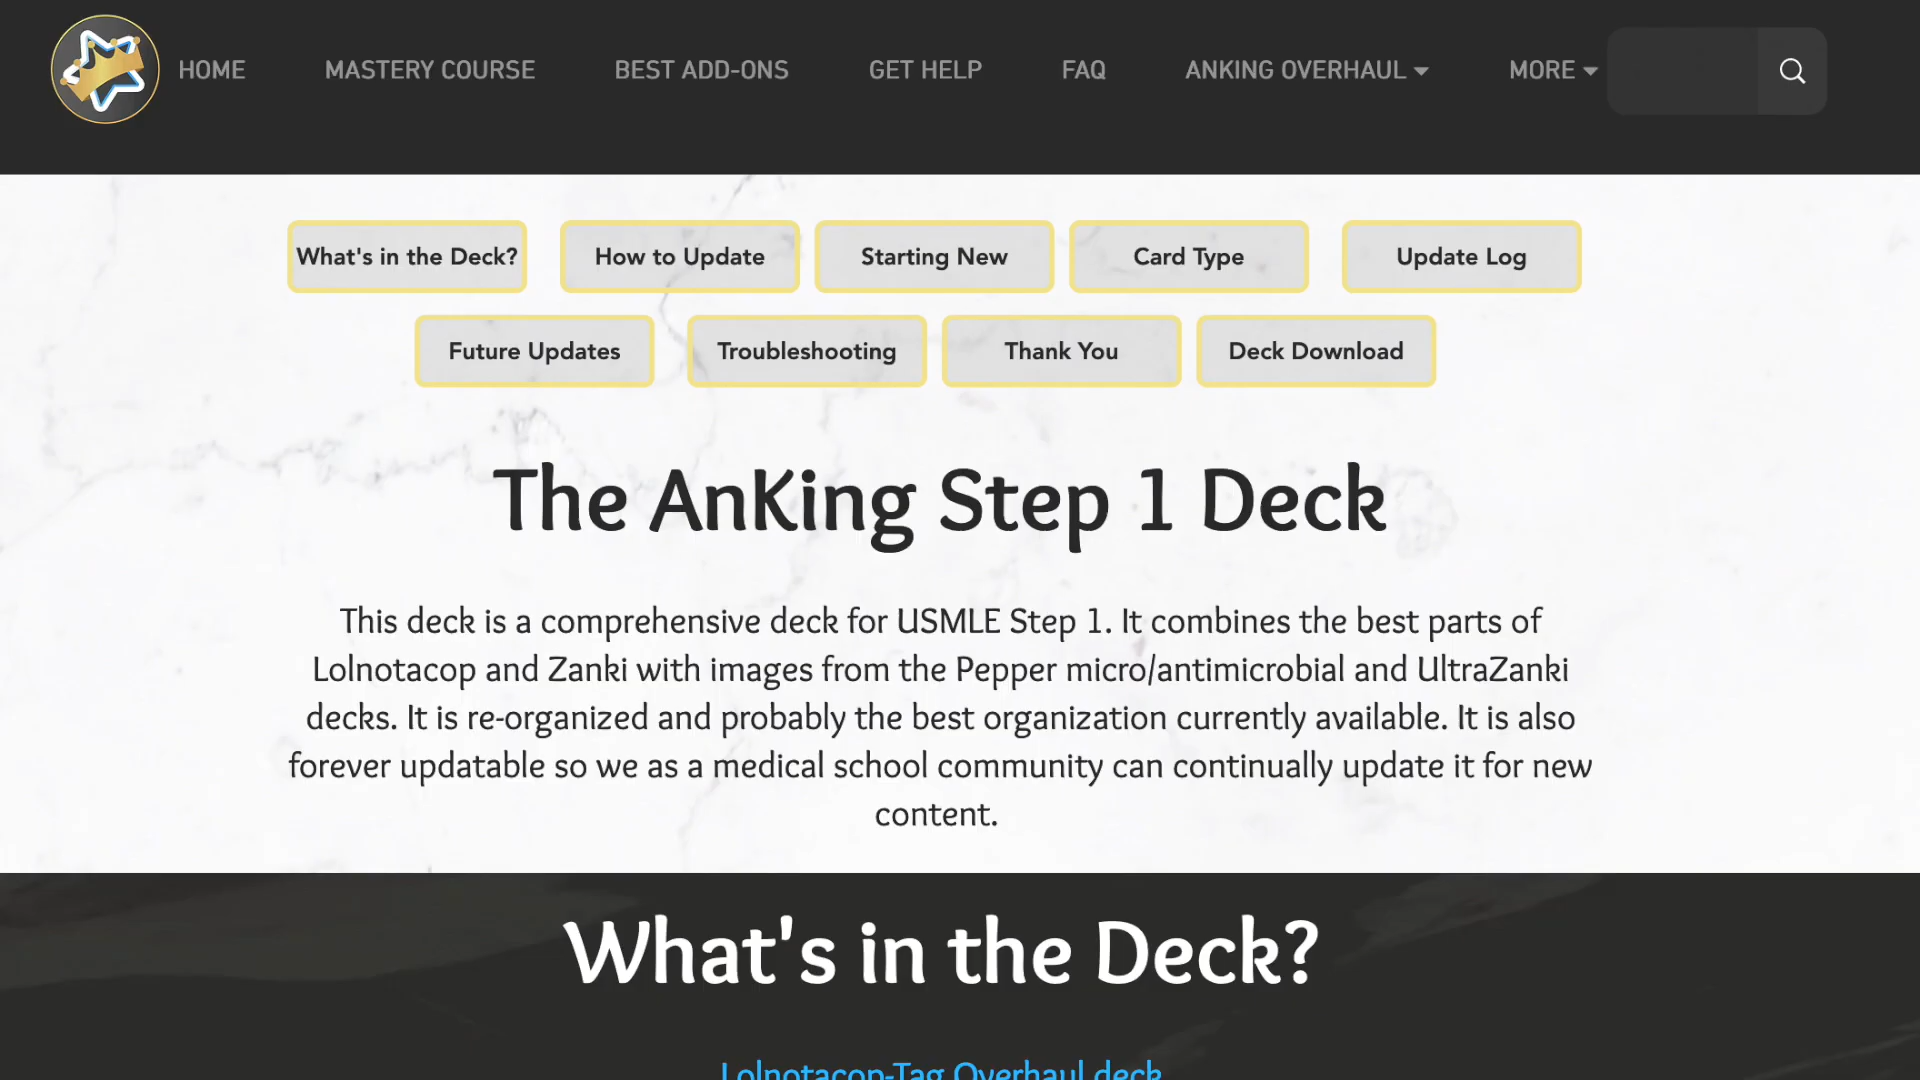 HOME MASTERY COURSE BEST ADD-ONS GET HELP FAQ ANKING OVERHAUL MORE
What's in the Deck? How to Update Starting New Card Type Update Log
Future Updates Troubleshooting Thank You Deck Download
The AnKing Step 1 Deck
This deck is a comprehensive deck for USMLE Step 1. It combines the best parts of
Lolnotacop and Zanki with images from the Pepper micro/antimicrobial and UltraZanki
decks. It is re-organized and probably the best organization currently available. It is also
forever updatable so we as a medical school community can continually update it for new
content.
What's in the Deck?
Lolnotacop-Tag Overhaul deck